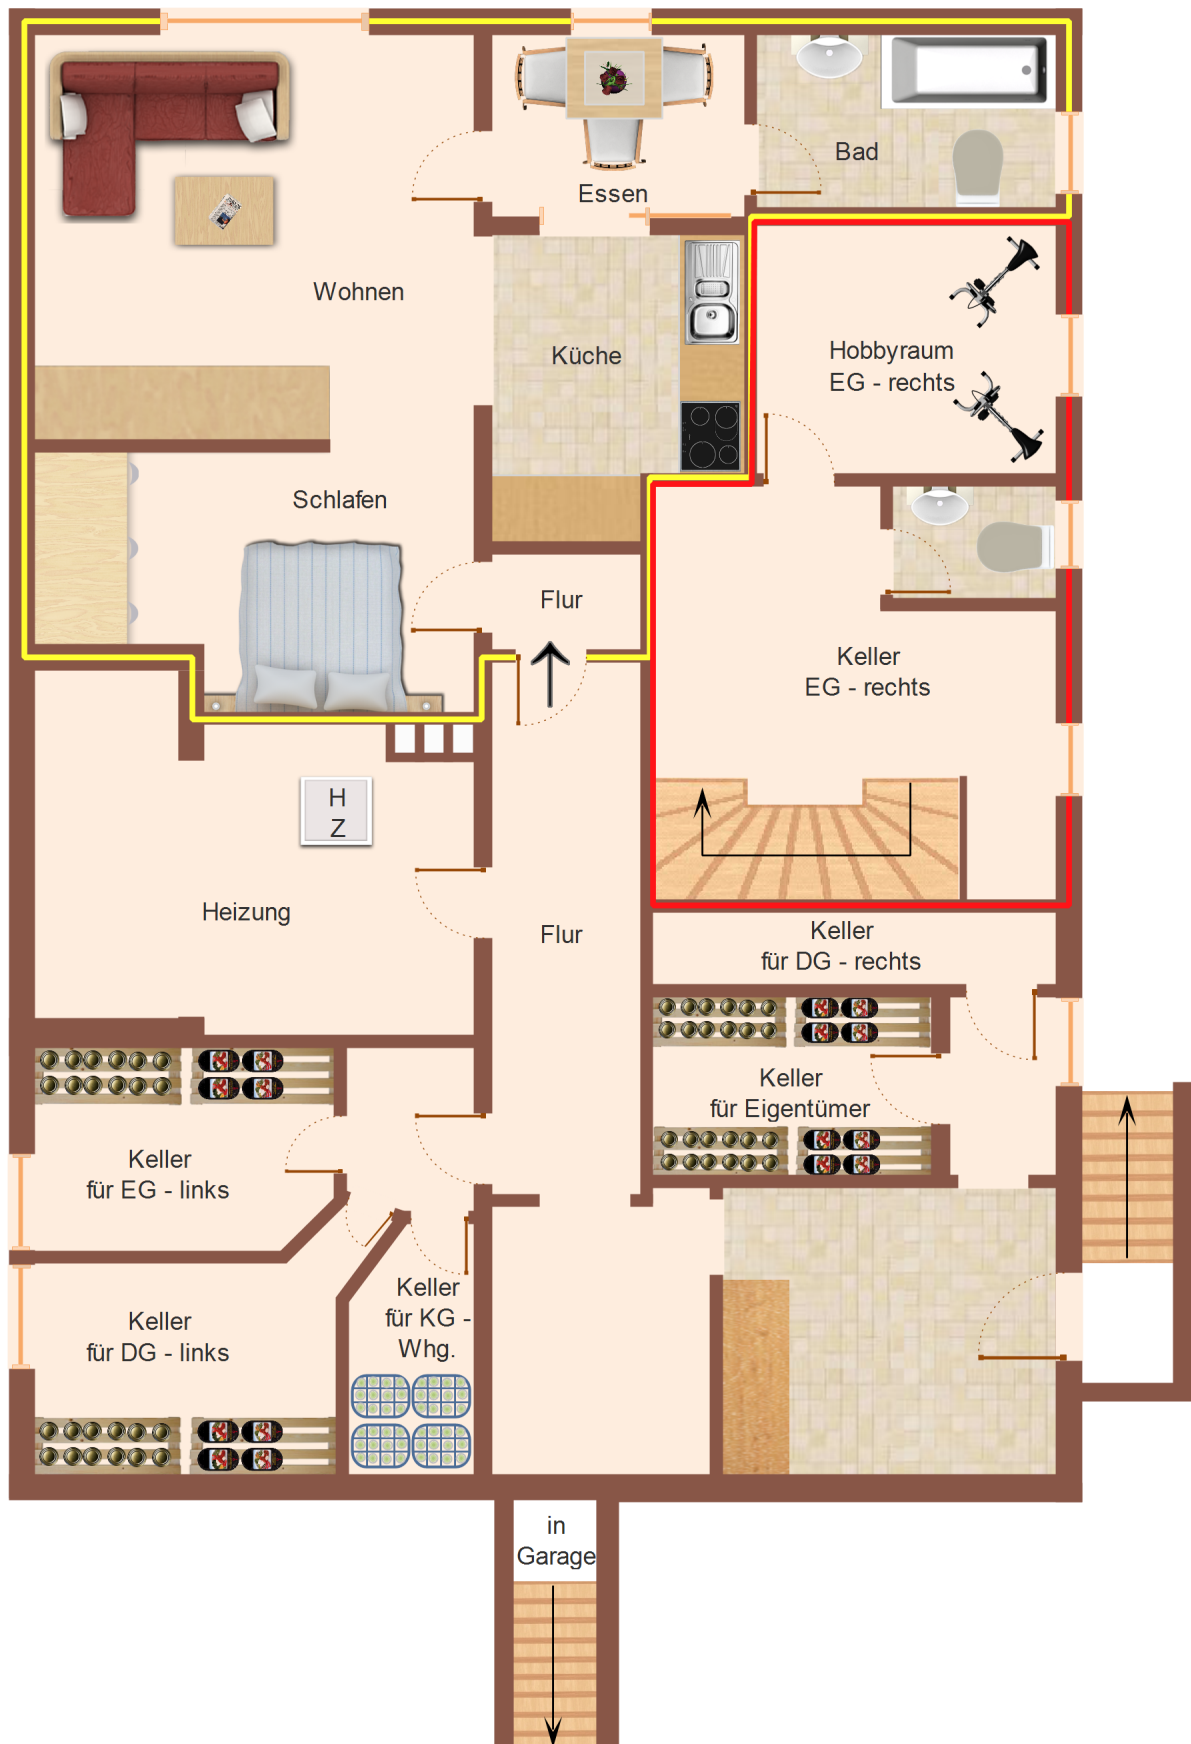 Bad
Essen
Wohnen
Küche
Hobbyraum
EG - rechts
Schlafen
Flur
Keller
EG - rechts
H
Z
Heizung
Flur
Keller
für DG - rechts
Keller
für Eigentümer
Keller
für EG - links
Keller
für KG -
Whg.
Keller
für DG - links
in
Garage